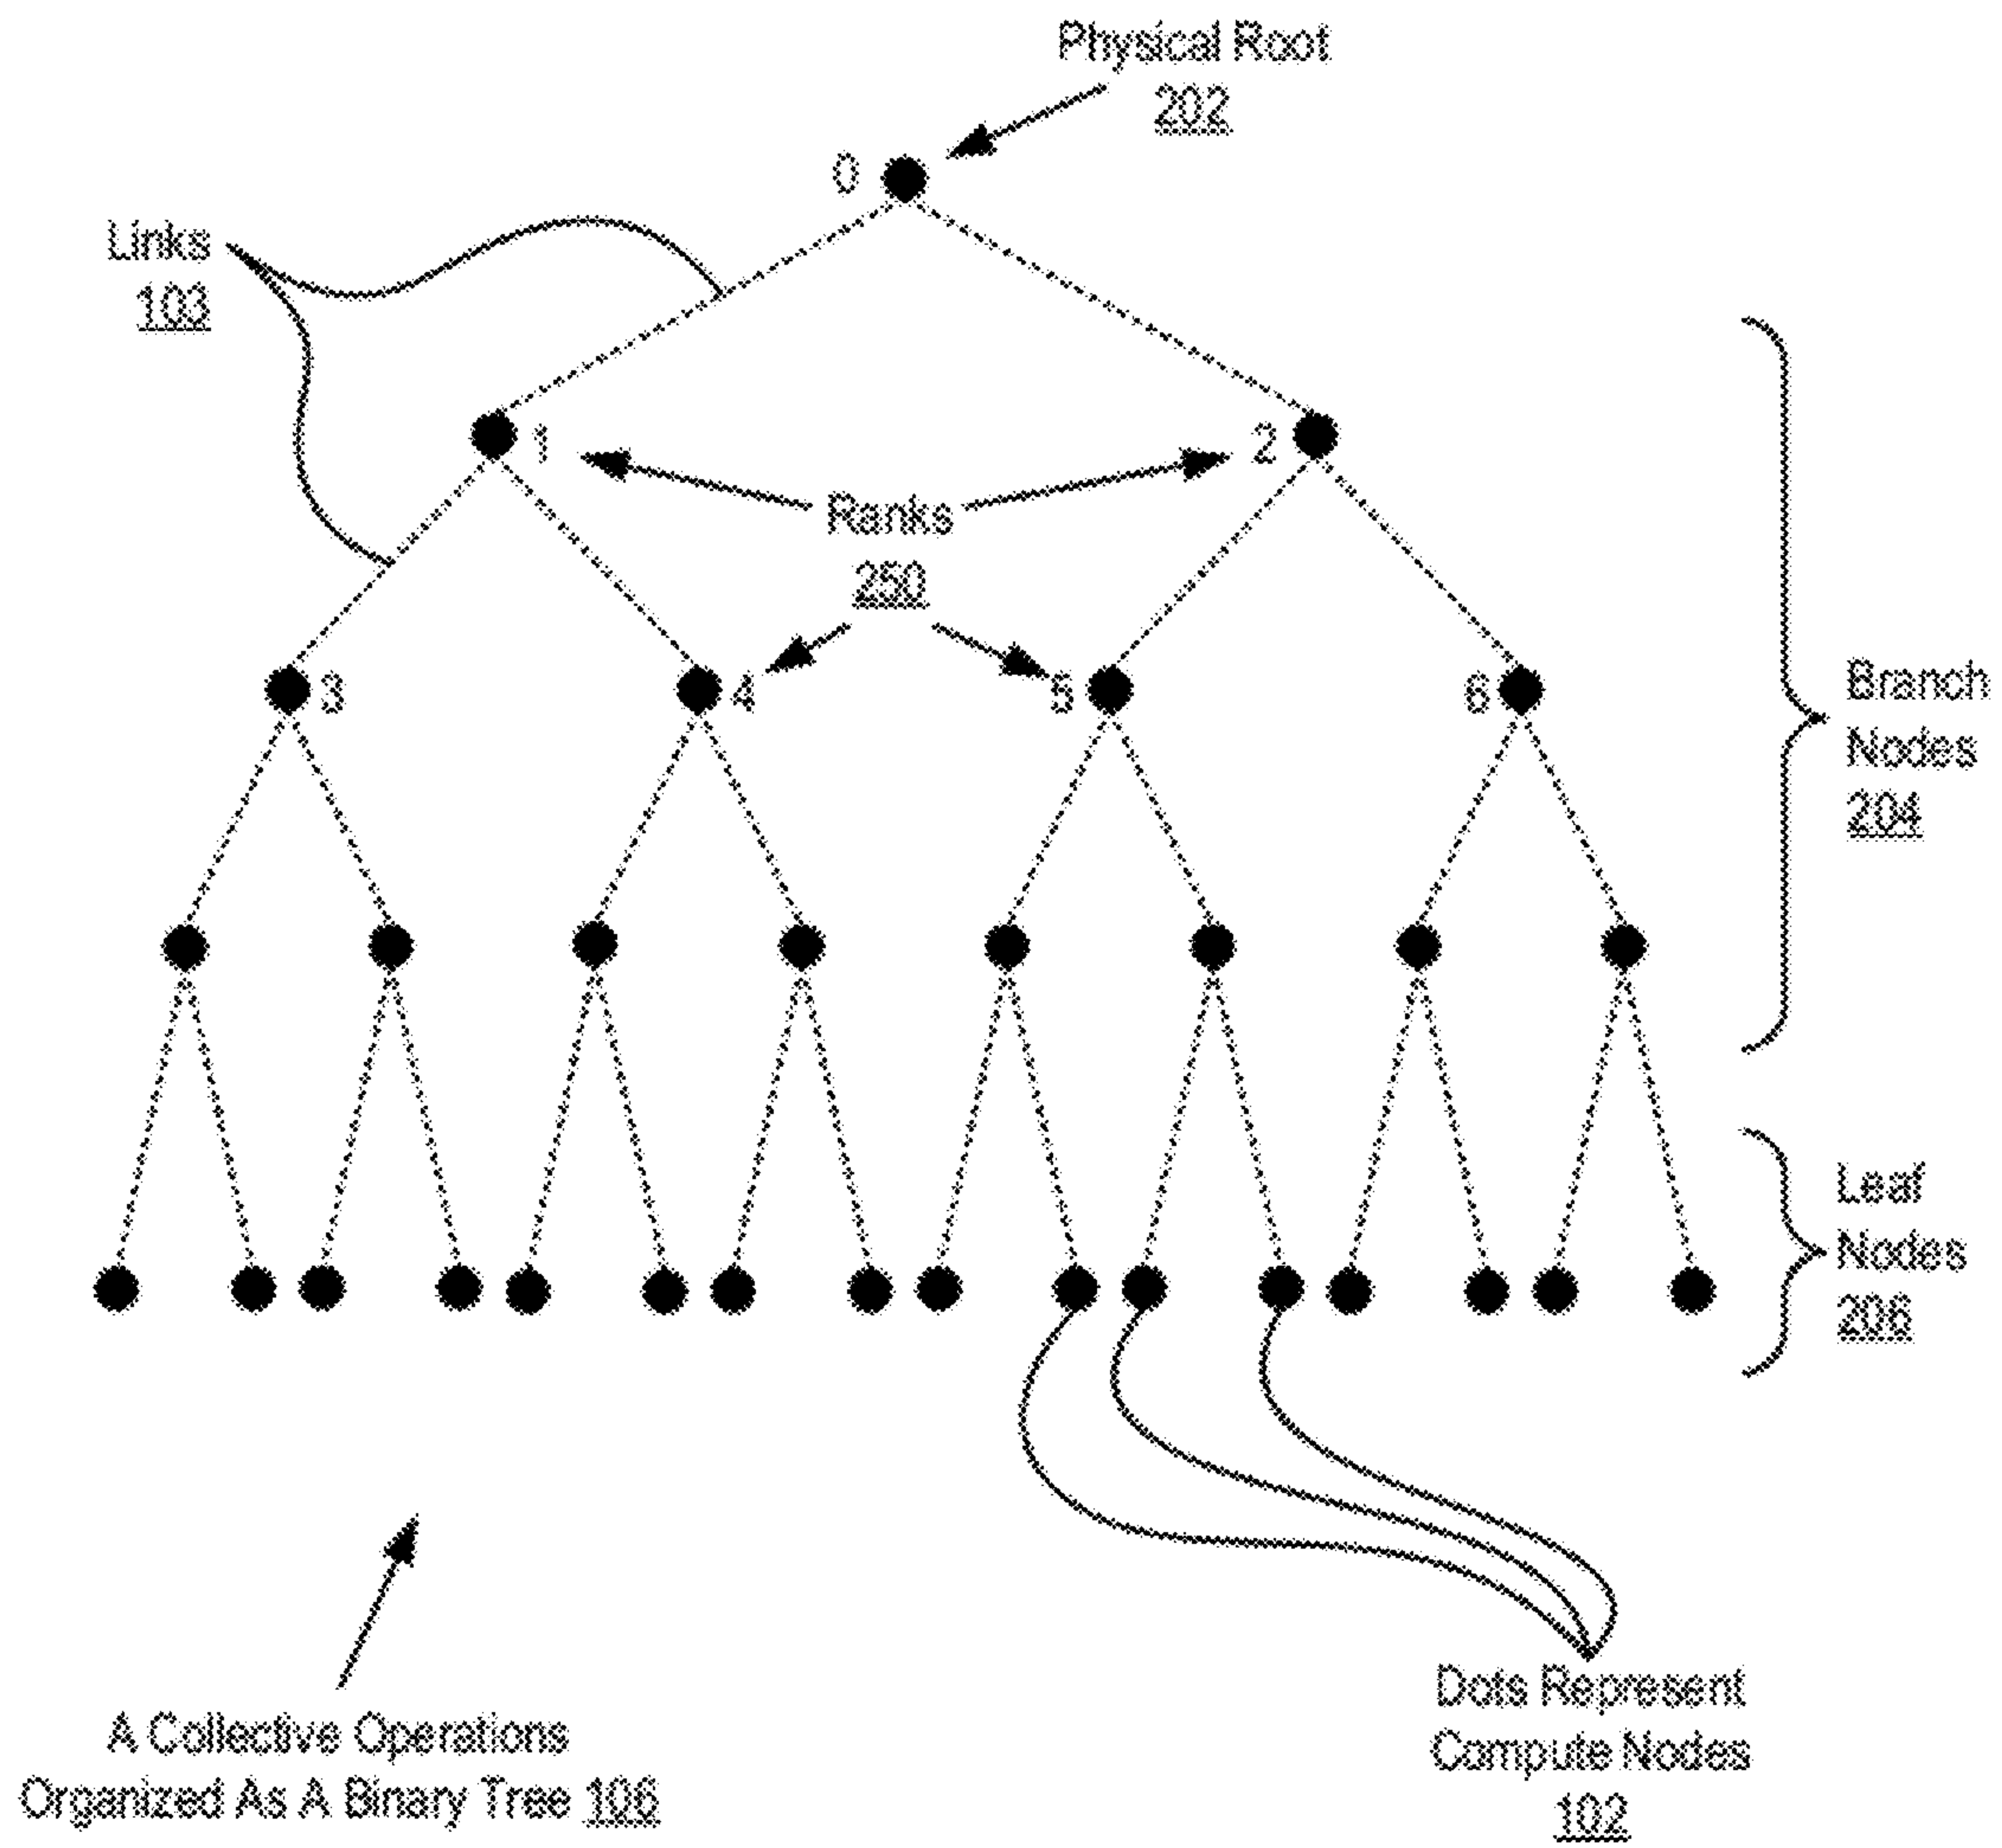 Physical Root
202
0
Links
103
1
2
Ranks
250
3
4
5
6
Branch
Nodes
204
Leaf
Nodes
206
A Collective Operations
Organized As A Binary Tree 106
Dots Represent
Compute Nodes
102